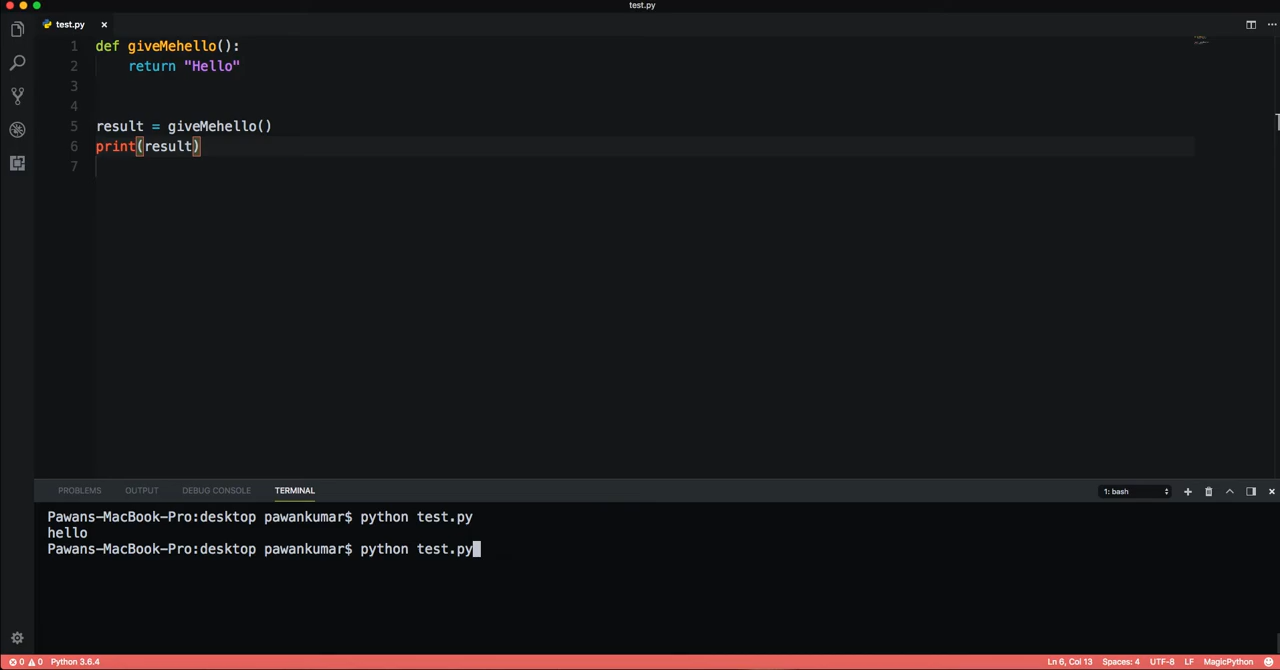 test.py
test.py
1 def giveMehello():
2 return "Hello"
3
4
5 result = giveMehello()
6 print(result)
7
PROBLEMS OUTPUT DEBUG CONSOLE TERMINAL 1: bash
Pawans-MacBook-Pro:desktop pawankumar$ python test.py
hello
Pawans-MacBook-Pro:desktop pawankumar$ python test.py
0 0 Python 3.6.4 Ln 6, Col 13 Spaces: 4 UTF-8 LF MagicPython